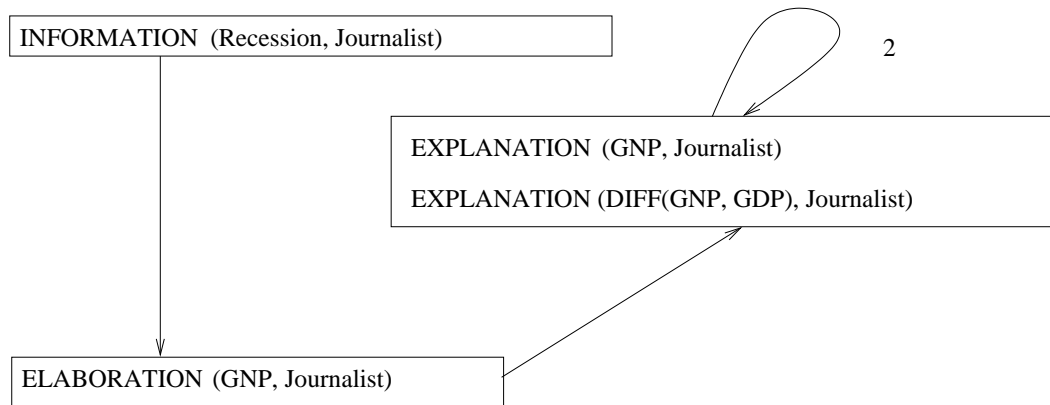 INFORMATION (Recession, Journalist)
2
EXPLANATION (GNP, Journalist)
EXPLANATION (DIFF(GNP, GDP), Journalist)
ELABORATION (GNP, Journalist)